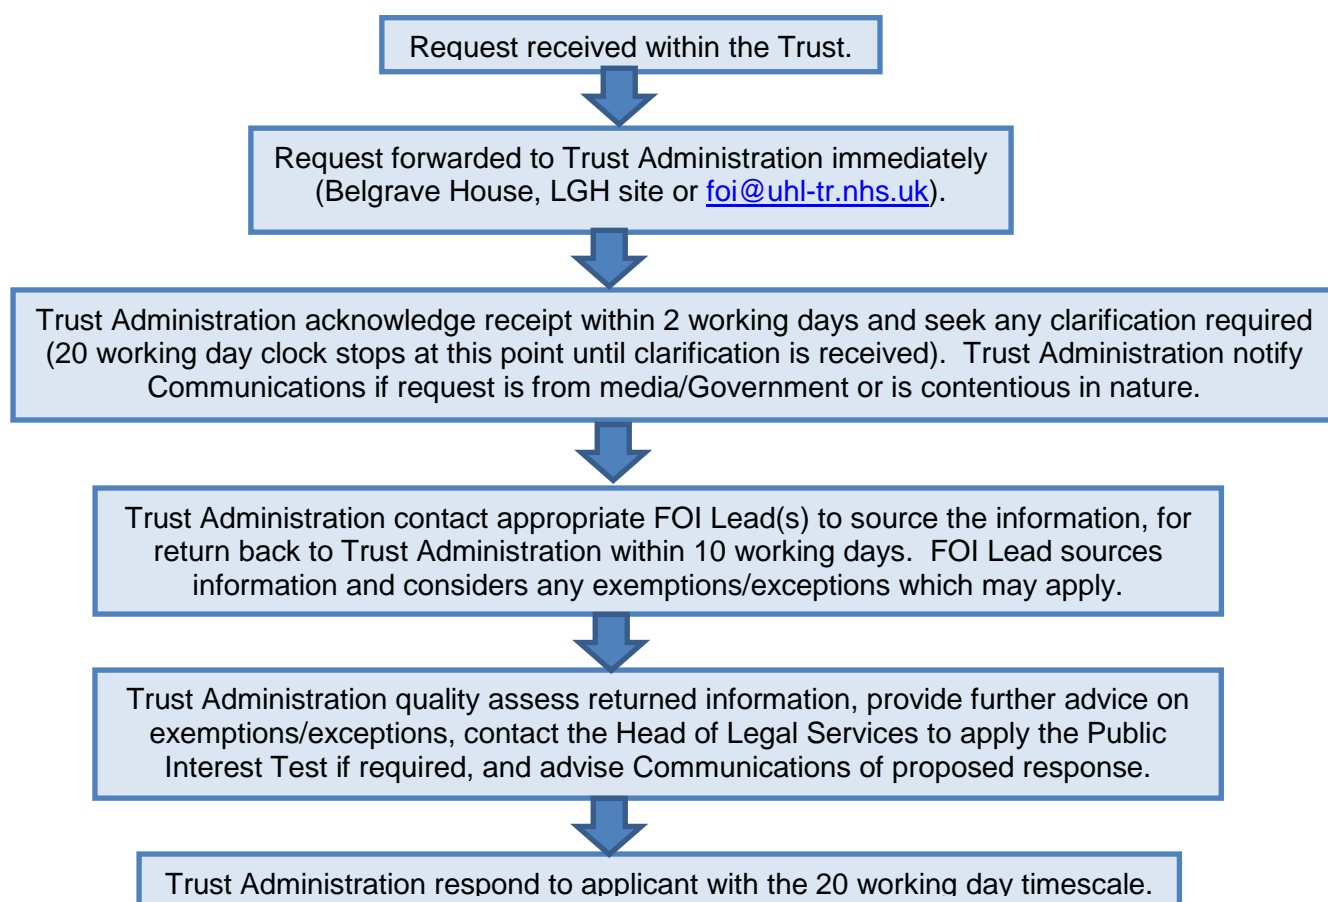 Request received within the Trust.
Request forwarded to Trust Administration immediately
(Belgrave House, LGH site or foi@uhl-tr.nhs.uk).
Trust Administration acknowledge receipt within 2 working days and seek any clarification required
(20 working day clock stops at this point until clarification is received).  Trust Administration notify
Communications if request is from media/Government or is contentious in nature.
Trust Administration contact appropriate FOI Lead(s) to source the information, for
return back to Trust Administration within 10 working days.  FOI Lead sources
information and considers any exemptions/exceptions which may apply.
Trust Administration quality assess returned information, provide further advice on
exemptions/exceptions, contact the Head of Legal Services to apply the Public
Interest Test if required, and advise Communications of proposed response.
Trust Administration respond to applicant with the 20 working day timescale.